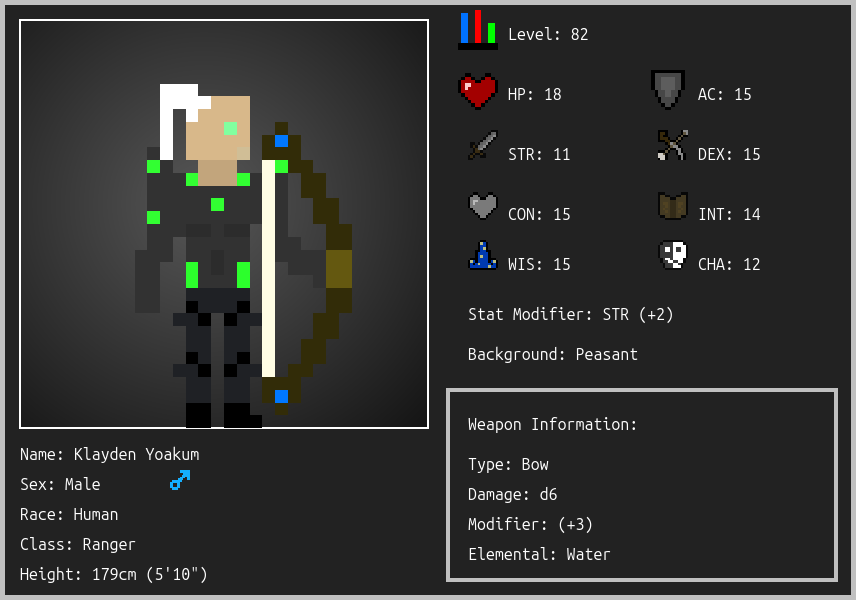 Level: 82
HP: 18
AC: 15
STR: 11
DEX: 15
CON: 15
INT: 14
WIS: 15
CHA: 12
Stat Modifier: STR (+2)
Background: Peasant
Weapon Information:
Type: Bow
Damage: d6
Modifier: (+3)
Elemental: Water
Name: Klayden Yoakum
Sex: Male
Race: Human
Class: Ranger
Height: 179cm (5'10")